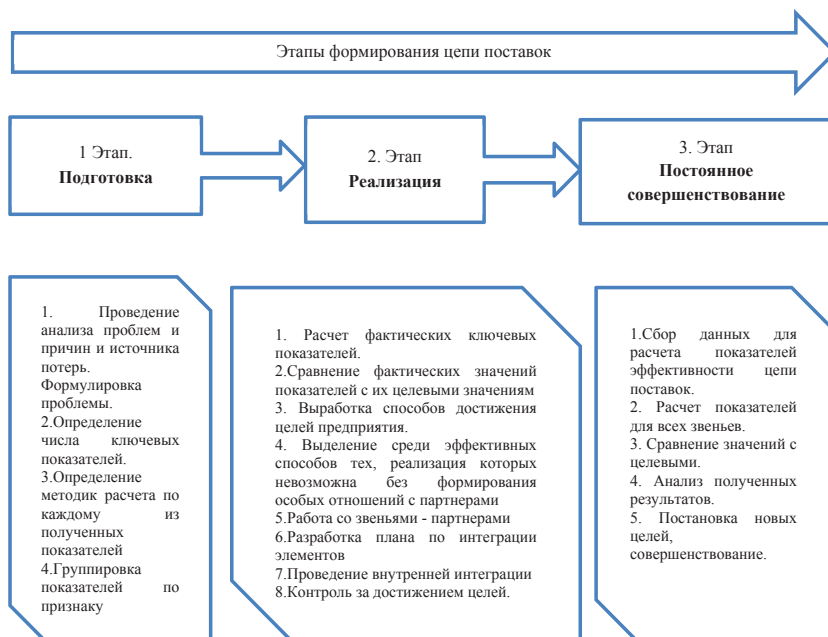 Этапы формирования цепи поставок
1 Этап.
Подготовка
2. Этап
Реализация
3. Этап
Постоянное
совершенствование
1. Проведение
анализа проблем и
причин и источника
потерь.
Формулировка
проблемы.
2.Определение
числа ключевых
показателей.
3.Определение
методик расчета по
каждому из
полученных
показателей
4.Группировка
показателей по
признаку
1. Расчет фактических ключевых
показателей.
2.Сравнение фактических значений
показателей с их целевыми значениям
3. Выработка способов достижения
целей предприятия.
4. Выделение среди эффективных
способов тех, реализация которых
невозможна без формирования
особых отношений с партнерами
5.Работа со звеньями - партнерами
6.Разработка плана по интеграции
элементов
7.Проведение внутренней интеграции
8.Контроль за достижением целей.
1.Сбор данных для
расчета показателей
эффективности цепи
поставок.
2. Расчет показателей
для всех звеньев.
3. Сравнение значений с
целевыми.
4. Анализ полученных
результатов.
5. Постановка новых
целей,
совершенствование.